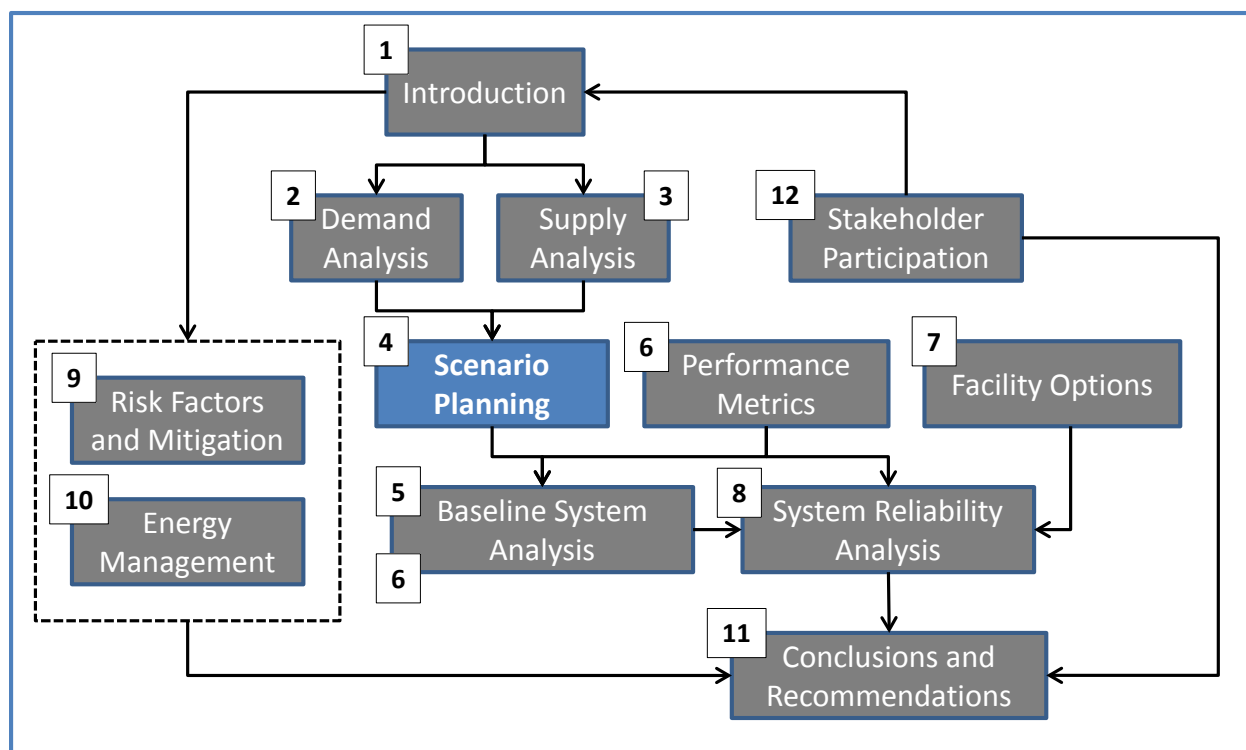 1
Introduction
2
Demand
Analysis
3
Supply
Analysis
12
Stakeholder
Participation
4
Scenario
Planning
6
Performance
Metrics
7
Facility Options
9
Risk Factors
and Mitigation
10
Energy
Management
5
Baseline System
Analysis
6
8
System Reliability
Analysis
11
Conclusions and
Recommendations